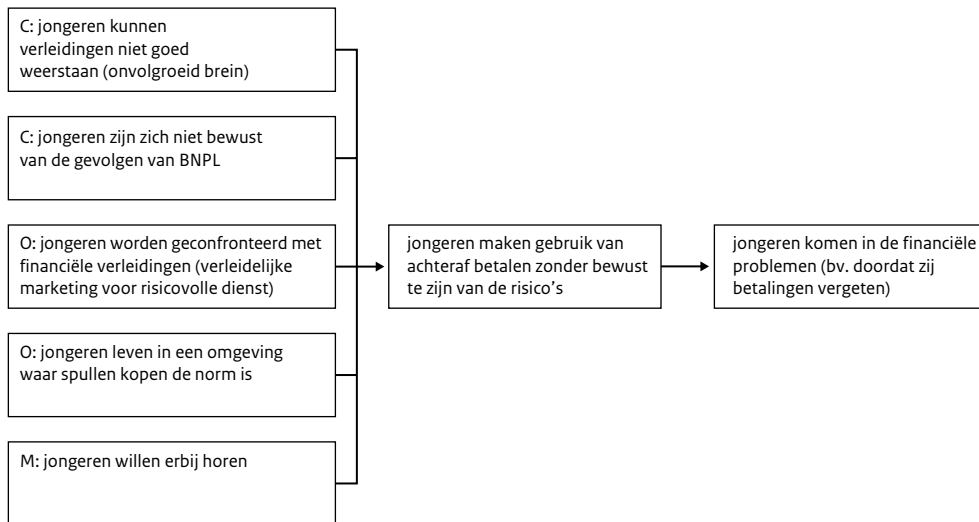 C: jongeren kunnen
verleidingen niet goed
weerstaan (onvolgroeid brein)
C: jongeren zijn zich niet bewust
van de gevolgen van BNPL
O: jongeren worden geconfronteerd met
financiële verleidingen (verleidelijke
marketing voor risicovolle dienst)
O: jongeren leven in een omgeving
waar spullen kopen de norm is
M: jongeren willen erbij horen
jongeren maken gebruik van
achteraf betalen zonder bewust
te zijn van de risico's
jongeren komen in de financiële
problemen (bv. doordat zij
betalingen vergeten)